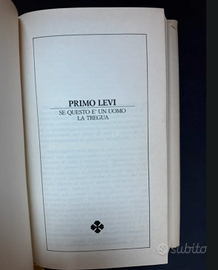 PRIMO LEVI
SE QUESTO E' UN UOMO
LA TREGUA
Subito